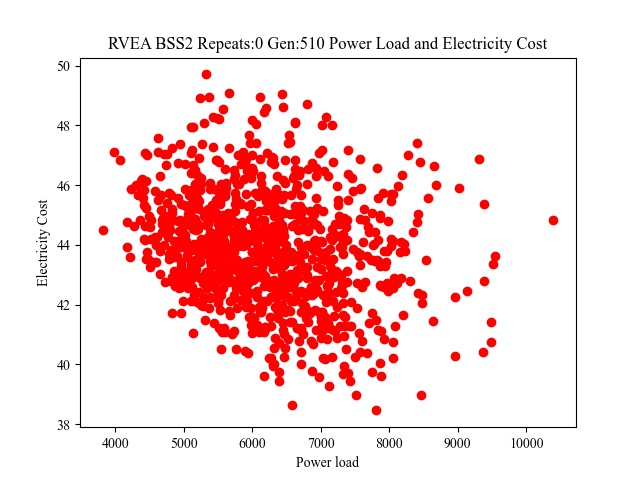 RVEA BSS2 Repeats:0 Gen:510 Power Load and Electricity Cost
50
48
46
44
42
40
38
Electricity Cost
4000 5000 6000 7000 8000 9000 10000
Power load